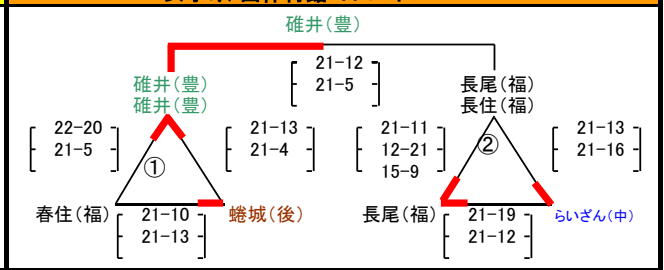 碓井(豊)
21-12
21-5
碓井(豊)
碓井(豊)
長尾(福)
長住(福)
22-20
21-5
21-13
21-4
21-11
12-21
15-9
21-13
21-16
①
②
春住(福)
21-10
21-13
蜷城(後)
長尾(福)
21-19
21-12
らいざん(中)